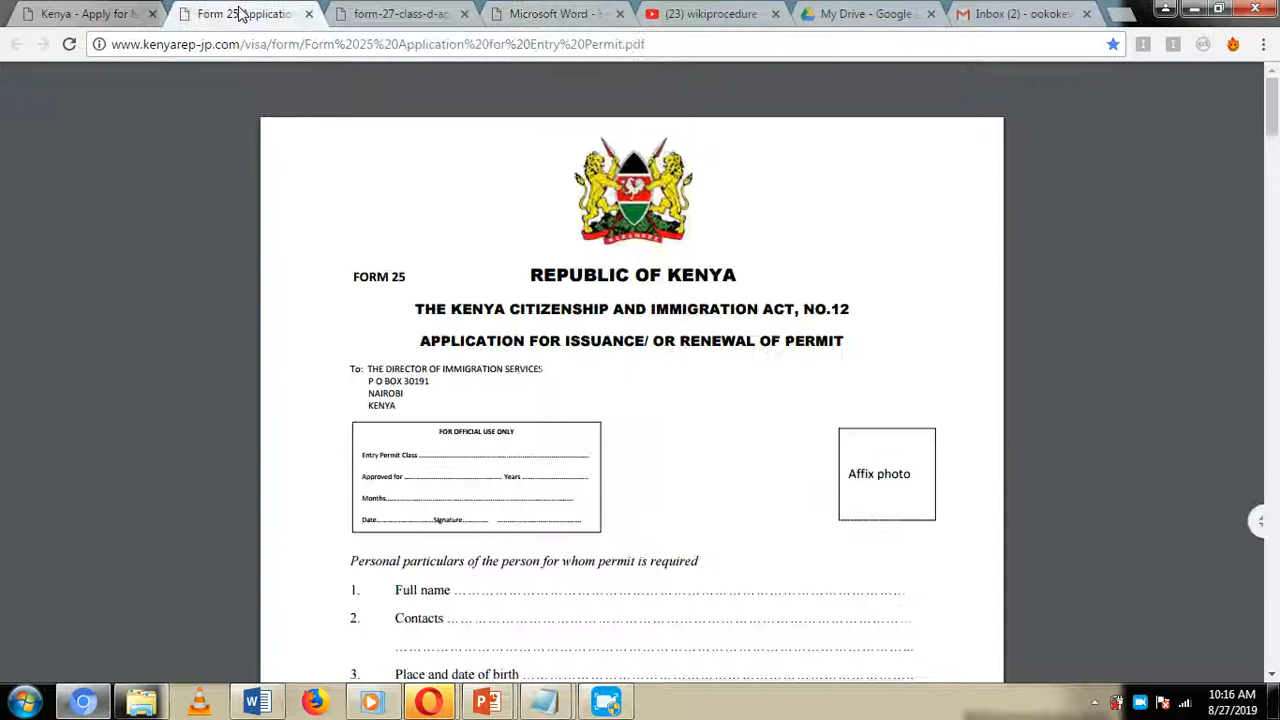 Kenya - Apply fo
Form 25 Applicatio
form-27-class-d-ap
Microsoft Word -
(23) wikiprocedure
My Drive - Google
Inbox (2) - ookokev
www.kenyarep-jp.com/visa/form/Form%2025%20Application%20for%20Entry%20Permit.pdf
FORM 25
REPUBLIC OF KENYA
THE KENYA CITIZENSHIP AND IMMIGRATION ACT, NO.12
APPLICATION FOR ISSUANCE/ OR RENEWAL OF PERMIT
To: THE DIRECTOR OF IMMIGRATION SERVICES
P O BOX 30191
NAIROBI
KENYA
FOR OFFICIAL USE ONLY
Entry Permit Class
Approved for Years
Months
Date Signature
Affix photo
Personal particulars of the person for whom permit is required
1. Full name
2. Contacts
3. Place and date of birth
10:16 AM
8/27/2019